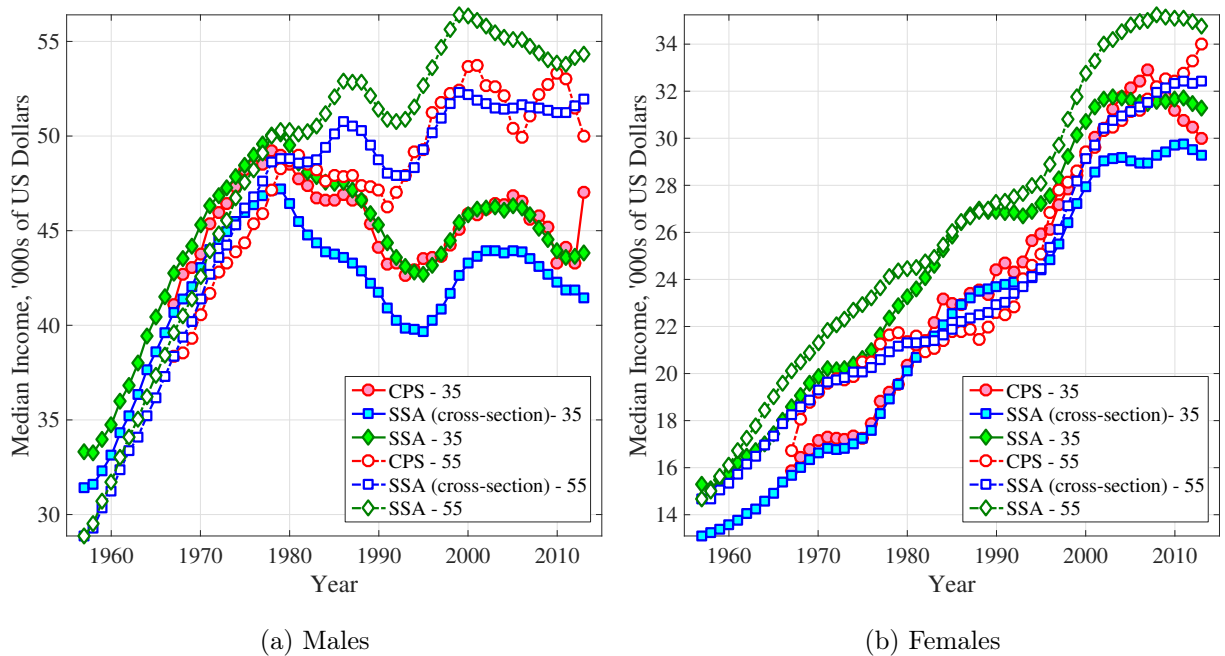 Median Income, '000s of US Dollars
55
50
45
40
35
30
1960 1970 1980 1990 2000 2010
Year
CPS - 35
SSA (cross-section)- 35
SSA - 35
CPS - 55
SSA (cross-section) - 55
SSA - 55
(a) Males
Median Income, '000s of US Dollars
34
32
30
28
26
24
22
20
18
16
14
1960 1970 1980 1990 2000 2010
Year
CPS - 35
SSA (cross-section)- 35
SSA - 35
CPS - 55
SSA (cross-section) - 55
SSA - 55
(b) Females